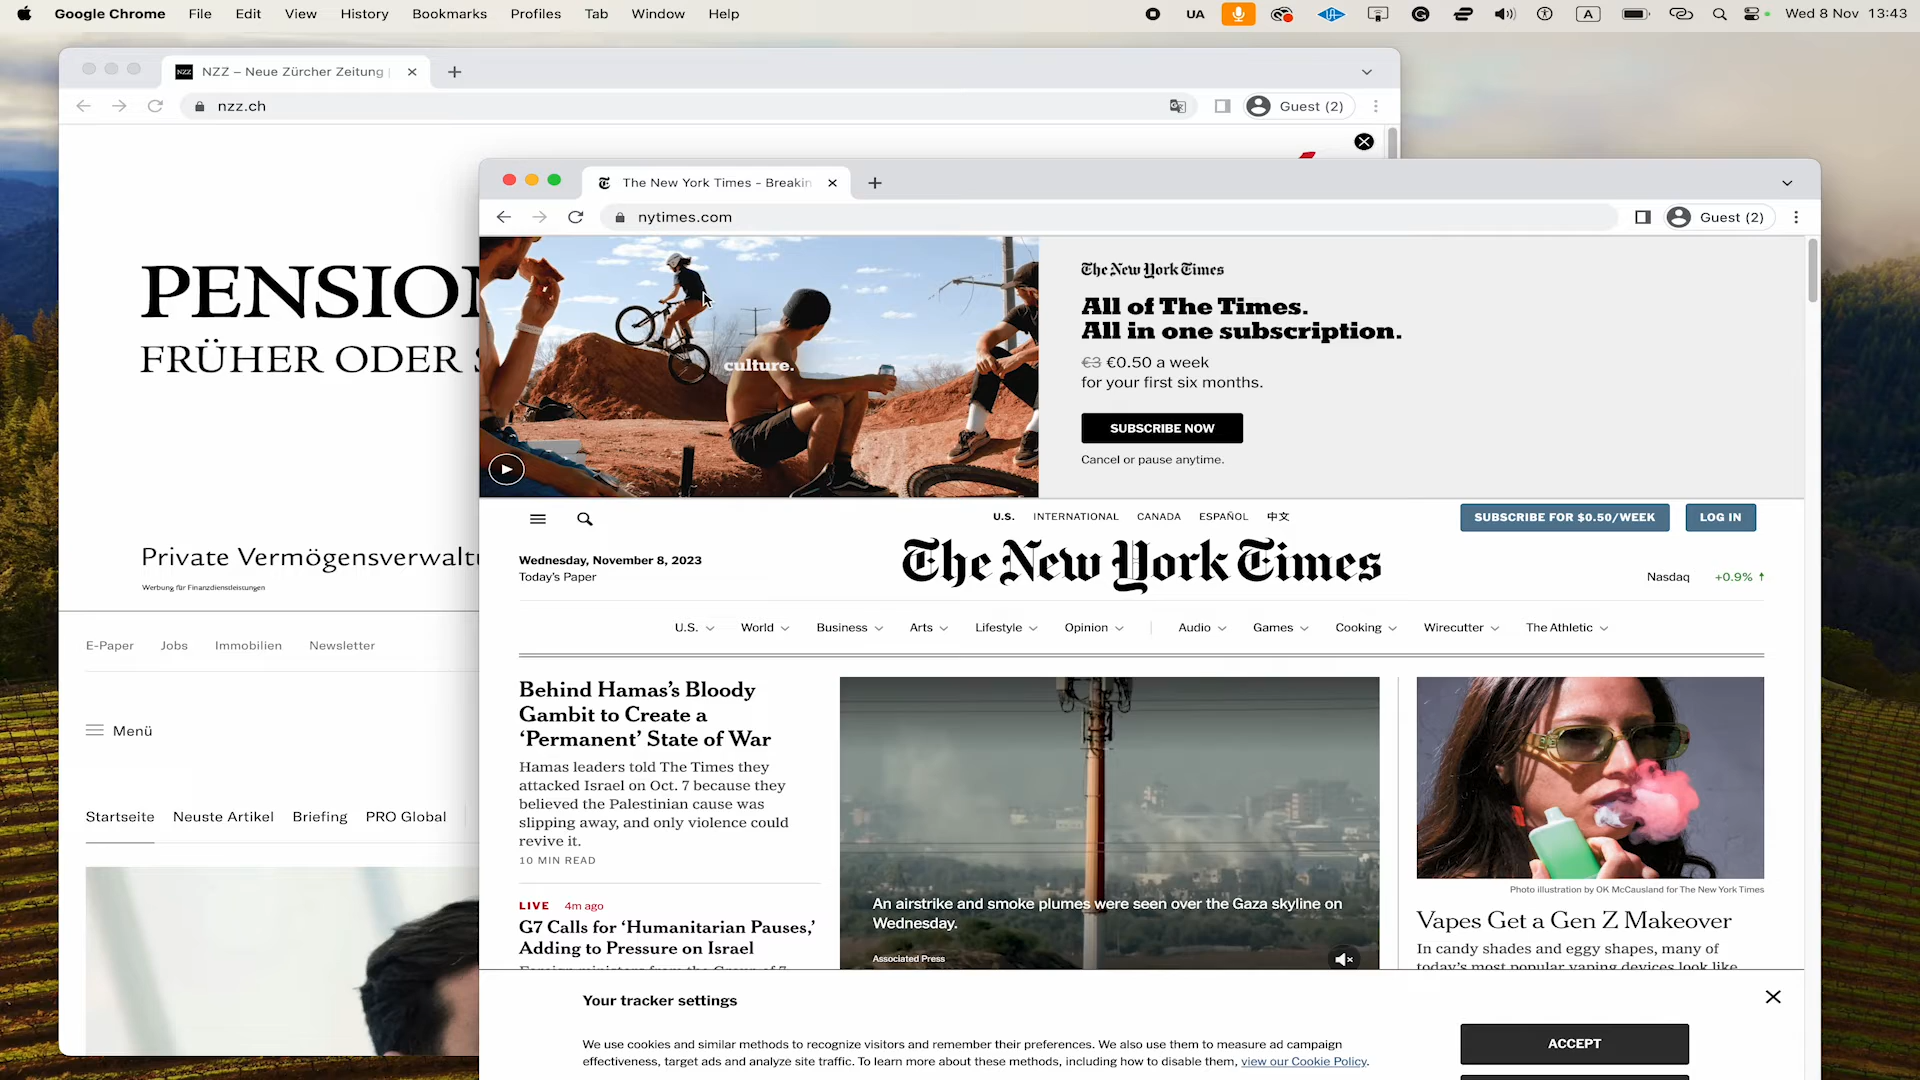 Google Chrome File Edit View History Bookmarks Profiles Tab Window Help
UA A Wed 8 Nov 13:43
NZZ NZZ – Neue Zürcher Zeitung
nzz.ch Guest (2)
PENSION
FRÜHER ODER
Private Vermögensverwaltu
Werbung für Finanzdienstleistungen
E-Paper Jobs Immobilien Newsletter
Menü
Startseite Neuste Artikel Briefing PRO Global
The New York Times - Breakin
nytimes.com Guest (2)
culture.
The New York Times
All of The Times.
All in one subscription.
€3 €0.50 a week
for your first six months.
SUBSCRIBE NOW
Cancel or pause anytime.
U.S. INTERNATIONAL CANADA ESPAÑOL 中文
SUBSCRIBE FOR $0.50/WEEK LOG IN
Wednesday, November 8, 2023
Today’s Paper
The New York Times
Nasdaq +0.9% ↑
U.S. World Business Arts Lifestyle Opinion Audio Games Cooking Wirecutter The Athletic
Behind Hamas’s Bloody
Gambit to Create a
‘Permanent’ State of War
Hamas leaders told The Times they
attacked Israel on Oct. 7 because they
believed the Palestinian cause was
slipping away, and only violence could
revive it.
10 MIN READ
LIVE 4m ago
G7 Calls for ‘Humanitarian Pauses,’
Adding to Pressure on Israel
An airstrike and smoke plumes were seen over the Gaza skyline on
Wednesday.
Associated Press
Photo illustration by OK McCausland for The New York Times
Vapes Get a Gen Z Makeover
In candy shades and eggy shapes, many of
today’s most popular vaping devices look like
Your tracker settings
We use cookies and similar methods to recognize visitors and remember their preferences. We also use them to measure ad campaign
effectiveness, target ads and analyze site traffic. To learn more about these methods, including how to disable them, view our Cookie Policy.
ACCEPT